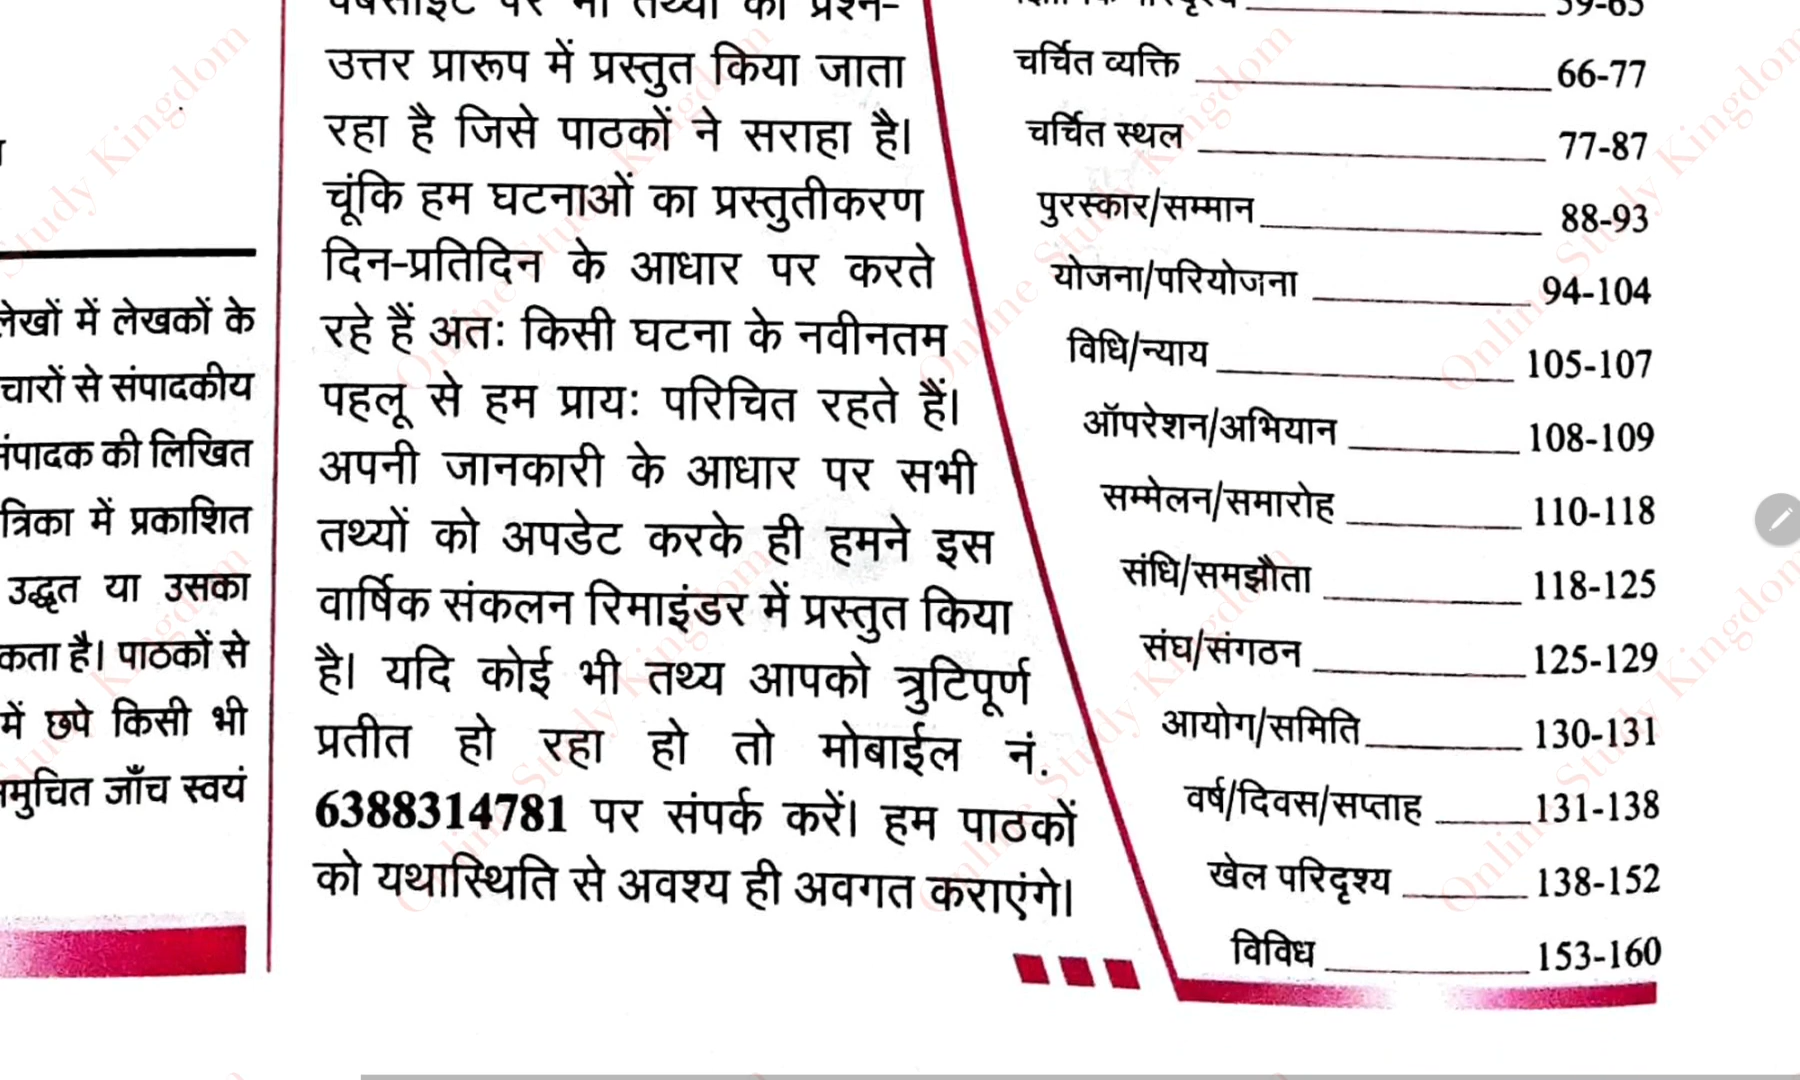 लेखों में लेखकों के
चारों से संपादकीय
की लिखित
में प्रकाशित
उद्धृत या उसका
है। पाठकों से
में छपे किसी भी
जाँच स्वयं
उत्तर प्रारूप में प्रस्तुत किया जाता
रहा है जिसे पाठकों ने सराहा है।
चूंकि हम घटनाओं का प्रस्तुतीकरण
दिन-प्रतिदिन के आधार पर करते
रहे हैं अतः किसी घटना के नवीनतम
पहलू से हम प्रायः परिचित रहते हैं।
अपनी जानकारी के आधार पर सभी
तथ्यों को अपडेट करके ही हमने इस
वार्षिक संकलन रिमाइंडर में प्रस्तुत किया
है। यदि कोई भी तथ्य आपको त्रुटिपूर्ण
प्रतीत हो रहा हो तो मोबाईल नं.
6388314781 पर संपर्क करें। हम पाठकों
को यथास्थिति से अवश्य ही अवगत कराएंगे।
59-65
चर्चित व्यक्ति 66-77
चर्चित स्थल 77-87
पुरस्कार/सम्मान 88-93
योजना/परियोजना 94-104
विधि/न्याय 105-107
ऑपरेशन/अभियान 108-109
सम्मेलन/समारोह 110-118
संधि/समझौता 118-125
संघ/संगठन 125-129
आयोग/समिति 130-131
वर्ष/दिवस/सप्ताह 131-138
खेल परिदृश्य 138-152
विविध 153-160
Online Study Kingdom